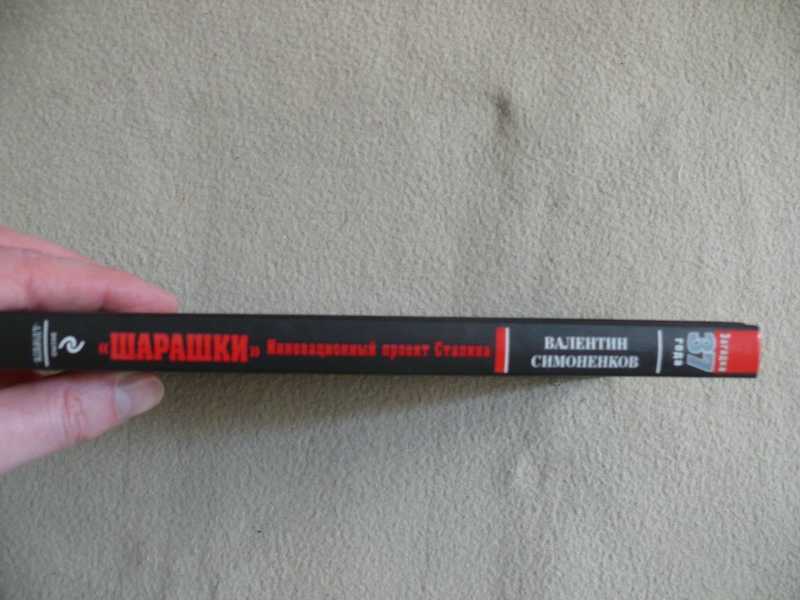 «ШАРАШКИ» Инновационный проект Сталина
ВАЛЕНТИН
СИМОНЕНКОВ
Загадка
37
года